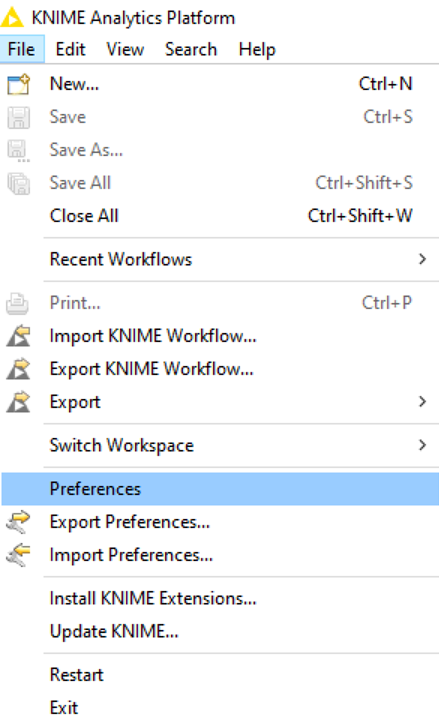 KNIME Analytics Platform
File Edit View Search Help
New... Ctrl+N
Save Ctrl+S
Save As...
Save All Ctrl+Shift+S
Close All Ctrl+Shift+W
Recent Workflows
Print... Ctrl+P
Import KNIME Workflow...
Export KNIME Workflow...
Export
Switch Workspace
Preferences
Export Preferences...
Import Preferences...
Install KNIME Extensions...
Update KNIME...
Restart
Exit